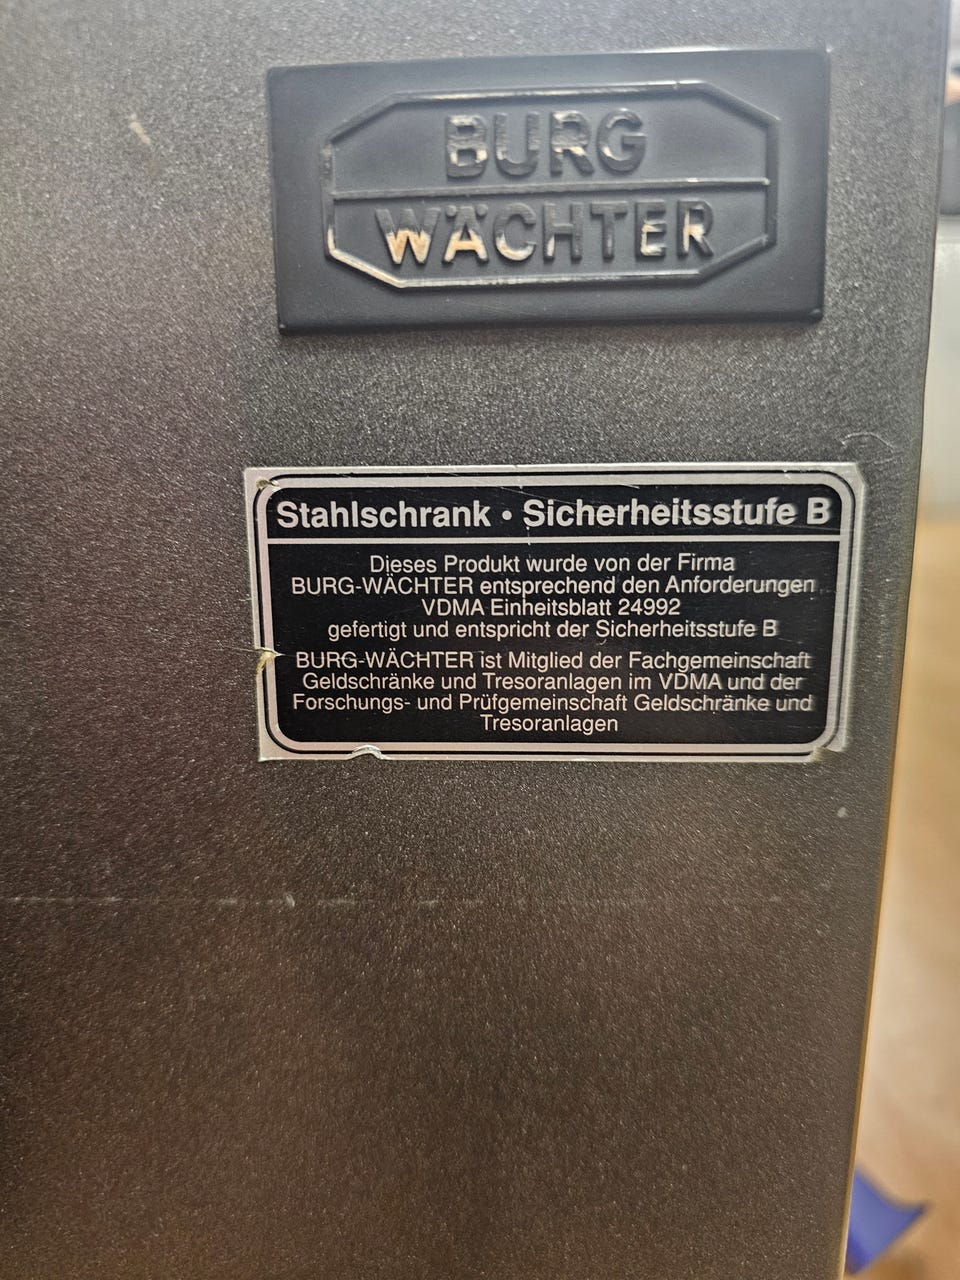 BURG
WÄCHTER
Stahlschrank • Sicherheitsstufe B
Dieses Produkt wurde von der Firma
BURG-WÄCHTER entsprechend den Anforderungen
VDMA Einheitsblatt 24992
gefertigt und entspricht der Sicherheitsstufe B
BURG-WÄCHTER ist Mitglied der Fachgemeinschaft
Geldschränke und Tresoranlagen im VDMA und der
Forschungs- und Prüfgemeinschaft Geldschränke und
Tresoranlagen